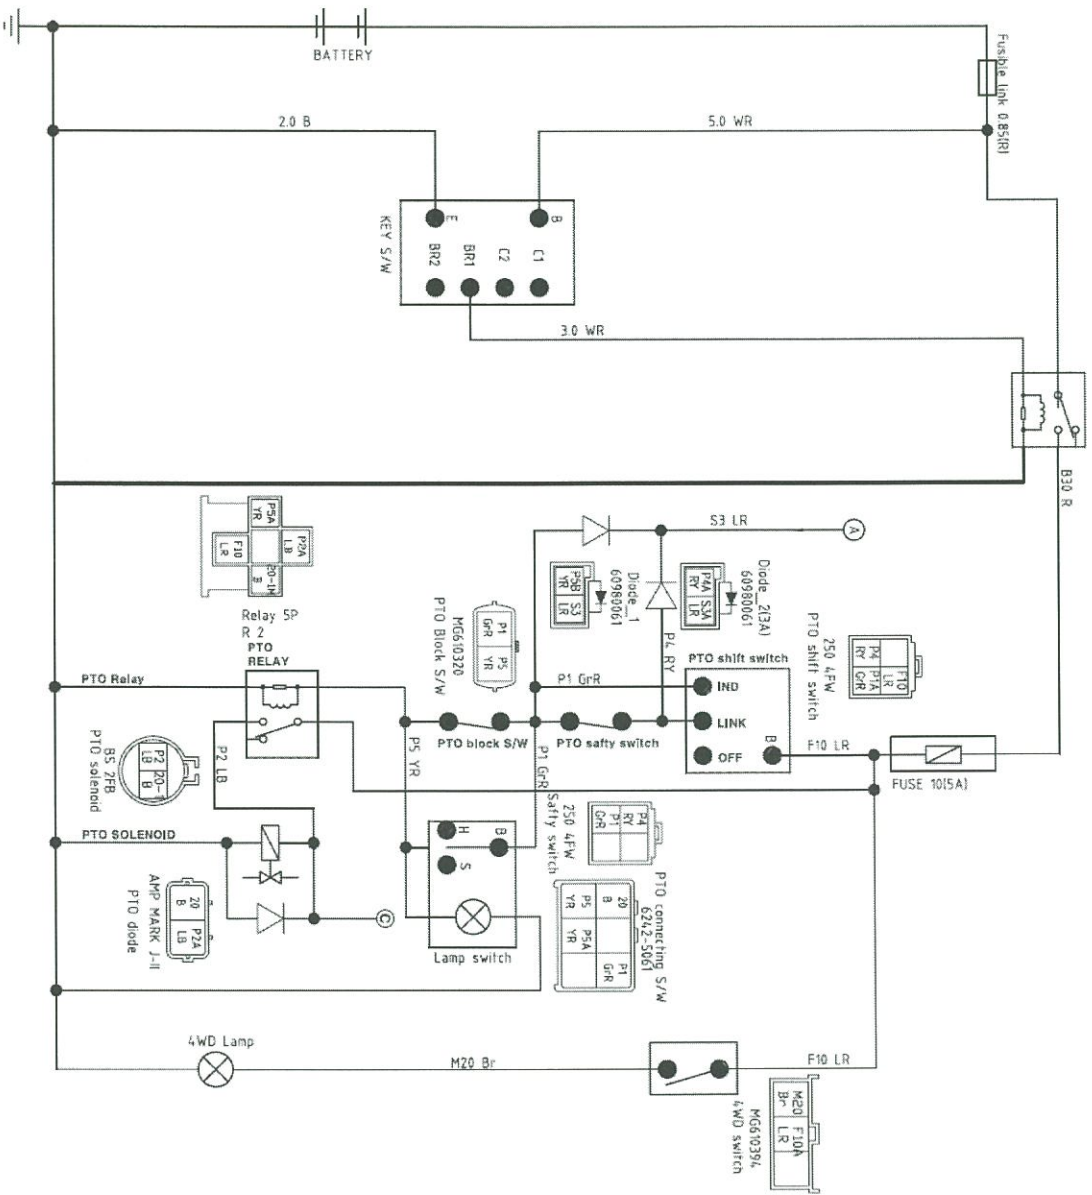 BATTERY
Fusible link 0.85(R)
2.0 B
5.0 WR
E
B
KEY S/W
BR2
BR1
C2
C1
3.0 WR
B30 R
P5A
YR
P2A
LB
F10
LR
20-1H
B
Relay 5P
R 2
PTO
RELAY
PTO Relay
S3 LR
A
Diode_1
60980061
P5B
YR
S3
LR
Diode_2(3A)
60980061
P4A
RY
S3A
LR
P4 RY
MG610320
PTO Block S/W
P1
GrR
P5
YR
PTO shift switch
250 4FW
PTO shift switch
P4
RY
F10
LR
P1A
GrR
P1 GrR
IND
LINK
OFF
B
PTO block S/W
PTO safty switch
F10 LR
FUSE 10(5A)
P5 YR
P1 GrR
P2 LB
BS 2FB
PTO solenoid
P2
LB
20-1
B
PTO SOLENOID
C
AMP MARK J-II
PTO diode
20
B
P2A
LB
H
B
S
Lamp switch
250 4FW
Safty switch
P4
RY
P1
GrR
PTO connecting S/W
6242-5061
20
B
P1
GrR
P5
YR
P5A
YR
4WD Lamp
M20 Br
F10 LR
MG610394
4WD switch
M20
Br
F10A
LR